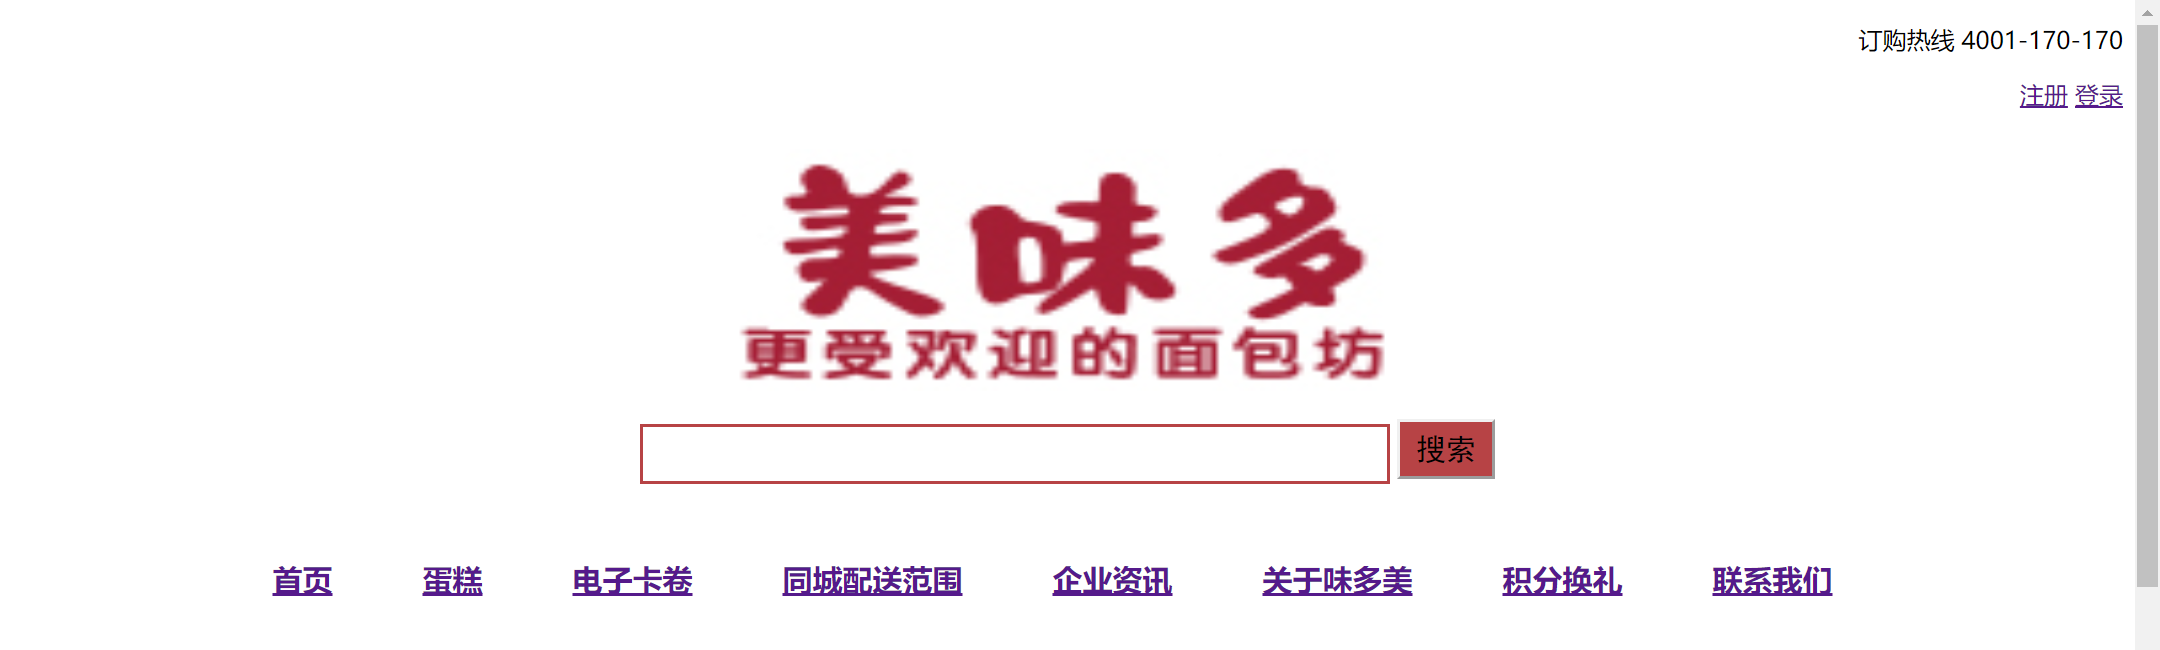 订购热线 4001-170-170
注册 登录
美味多
更受欢迎的面包坊
搜索
首页 蛋糕 电子卡卷 同城配送范围 企业资讯 关于味多美 积分换礼 联系我们